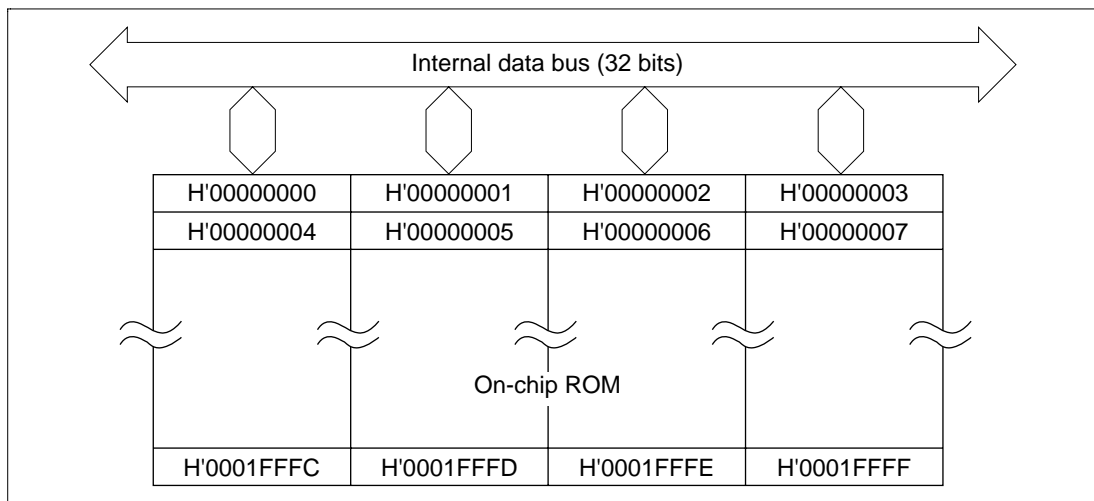 Internal data bus (32 bits)
H'00000000 H'00000001 H'00000002 H'00000003
H'00000004 H'00000005 H'00000006 H'00000007
On-chip ROM
H'0001FFFC H'0001FFFD H'0001FFFE H'0001FFFF